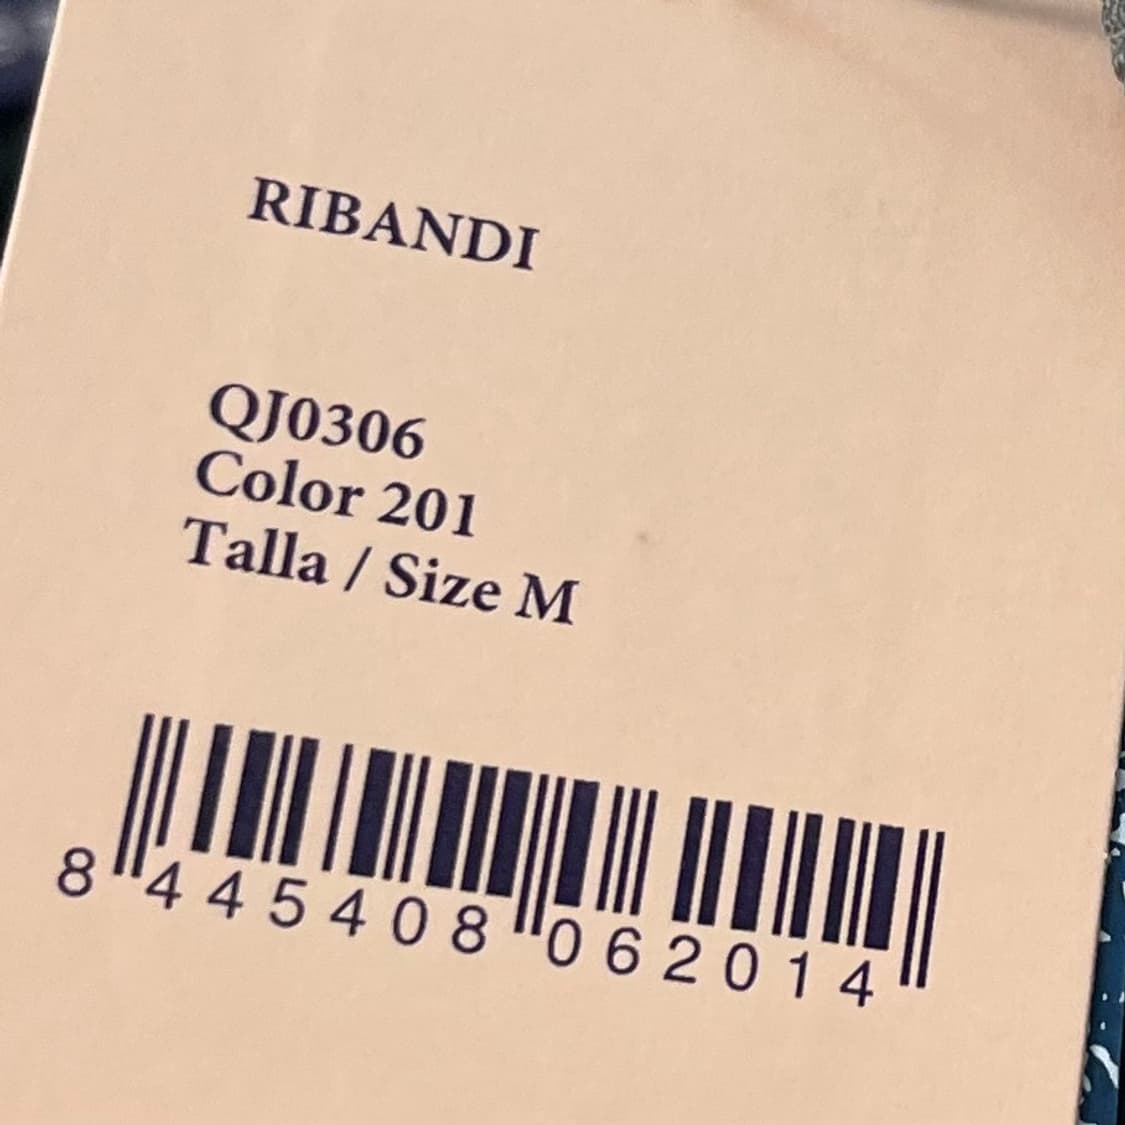 RIBANDI
QJ0306
Color 201
Talla / Size M
8 445408 062014